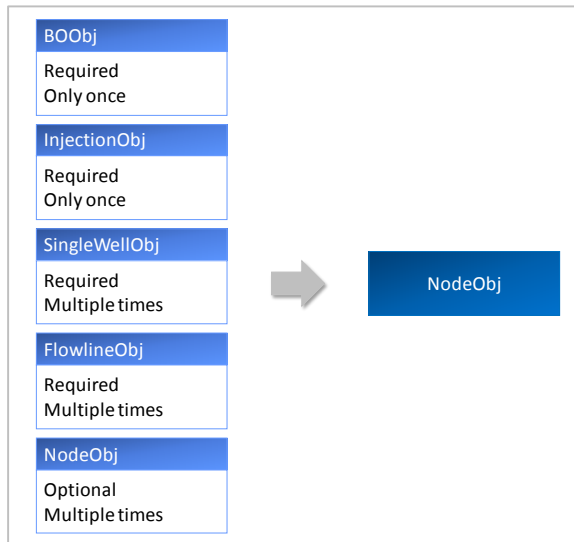 BOObj
Required
Only once
InjectionObj
Required
Only once
SingleWellObj
Required
Multiple times
FlowlineObj
Required
Multiple times
NodeObj
Optional
Multiple times
NodeObj